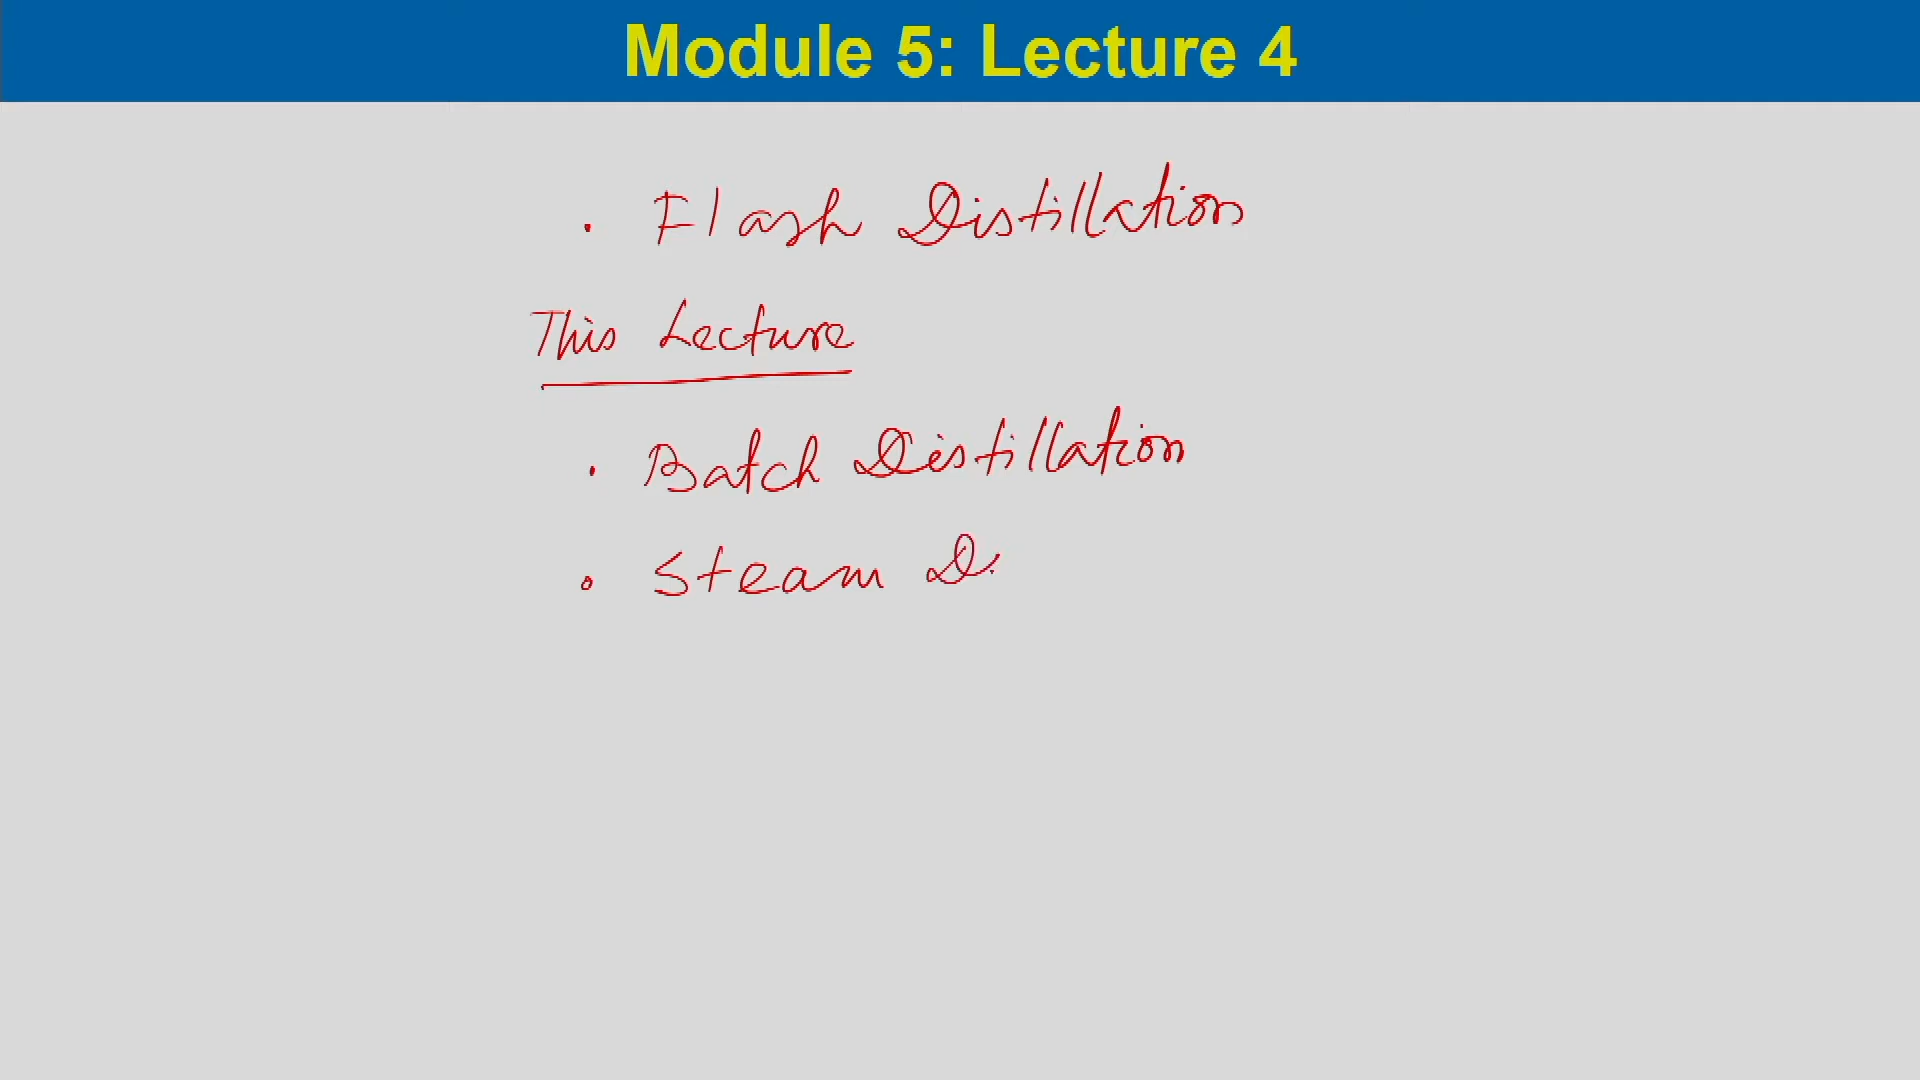 Module 5: Lecture 4
· Flash Distillation
This Lecture
· Batch Distillation
· Steam D